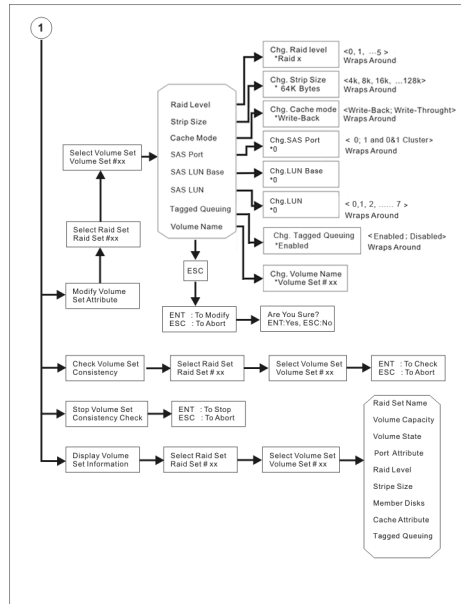 1
Chg. Raid level
*Raid x
<0, 1, ...5 >
Wraps Around
Chg. Strip Size
* 64K Bytes
<4k, 8k, 16k, ...128k>
Wraps Around
Chg. Cache mode
*Write-Back
<Write-Back; Write-Throught>
Wraps Around
Chg.SAS Port
*0
< 0; 1 and 0&1 Cluster>
Wraps Around
Chg.LUN Base
*0
Chg.LUN
*0
< 0,1, 2, ...... 7 >
Wraps Around
Chg. Tagged Queuing
*Enabled
<Enabled; Disabled>
Wraps Around
Chg. Volume Name
*Volume Set # xx
Raid Level
Strip Size
Cache Mode
SAS Port
SAS LUN Base
SAS LUN
Tagged Queuing
Volume Name
Select Volume Set
Volume Set #xx
Select Raid Set
Raid Set #xx
Modify Volume
Set Attribute
ESC
ENT : To Modify
ESC : To Abort
Are You Sure?
ENT:Yes, ESC:No
Check Volume Set
Consistency
Select Raid Set
Raid Set # xx
Select Volume Set
Volume Set # xx
ENT : To Check
ESC : To Abort
Stop Volume Set
Consistency Check
ENT : To Stop
ESC : To Abort
Display Volume
Set Information
Select Raid Set
Raid Set # xx
Select Volume Set
Volume Set # xx
Raid Set Name
Volume Capacity
Volume State
Port Attribute
Raid Level
Stripe Size
Member Disks
Cache Attribute
Tagged Queuing